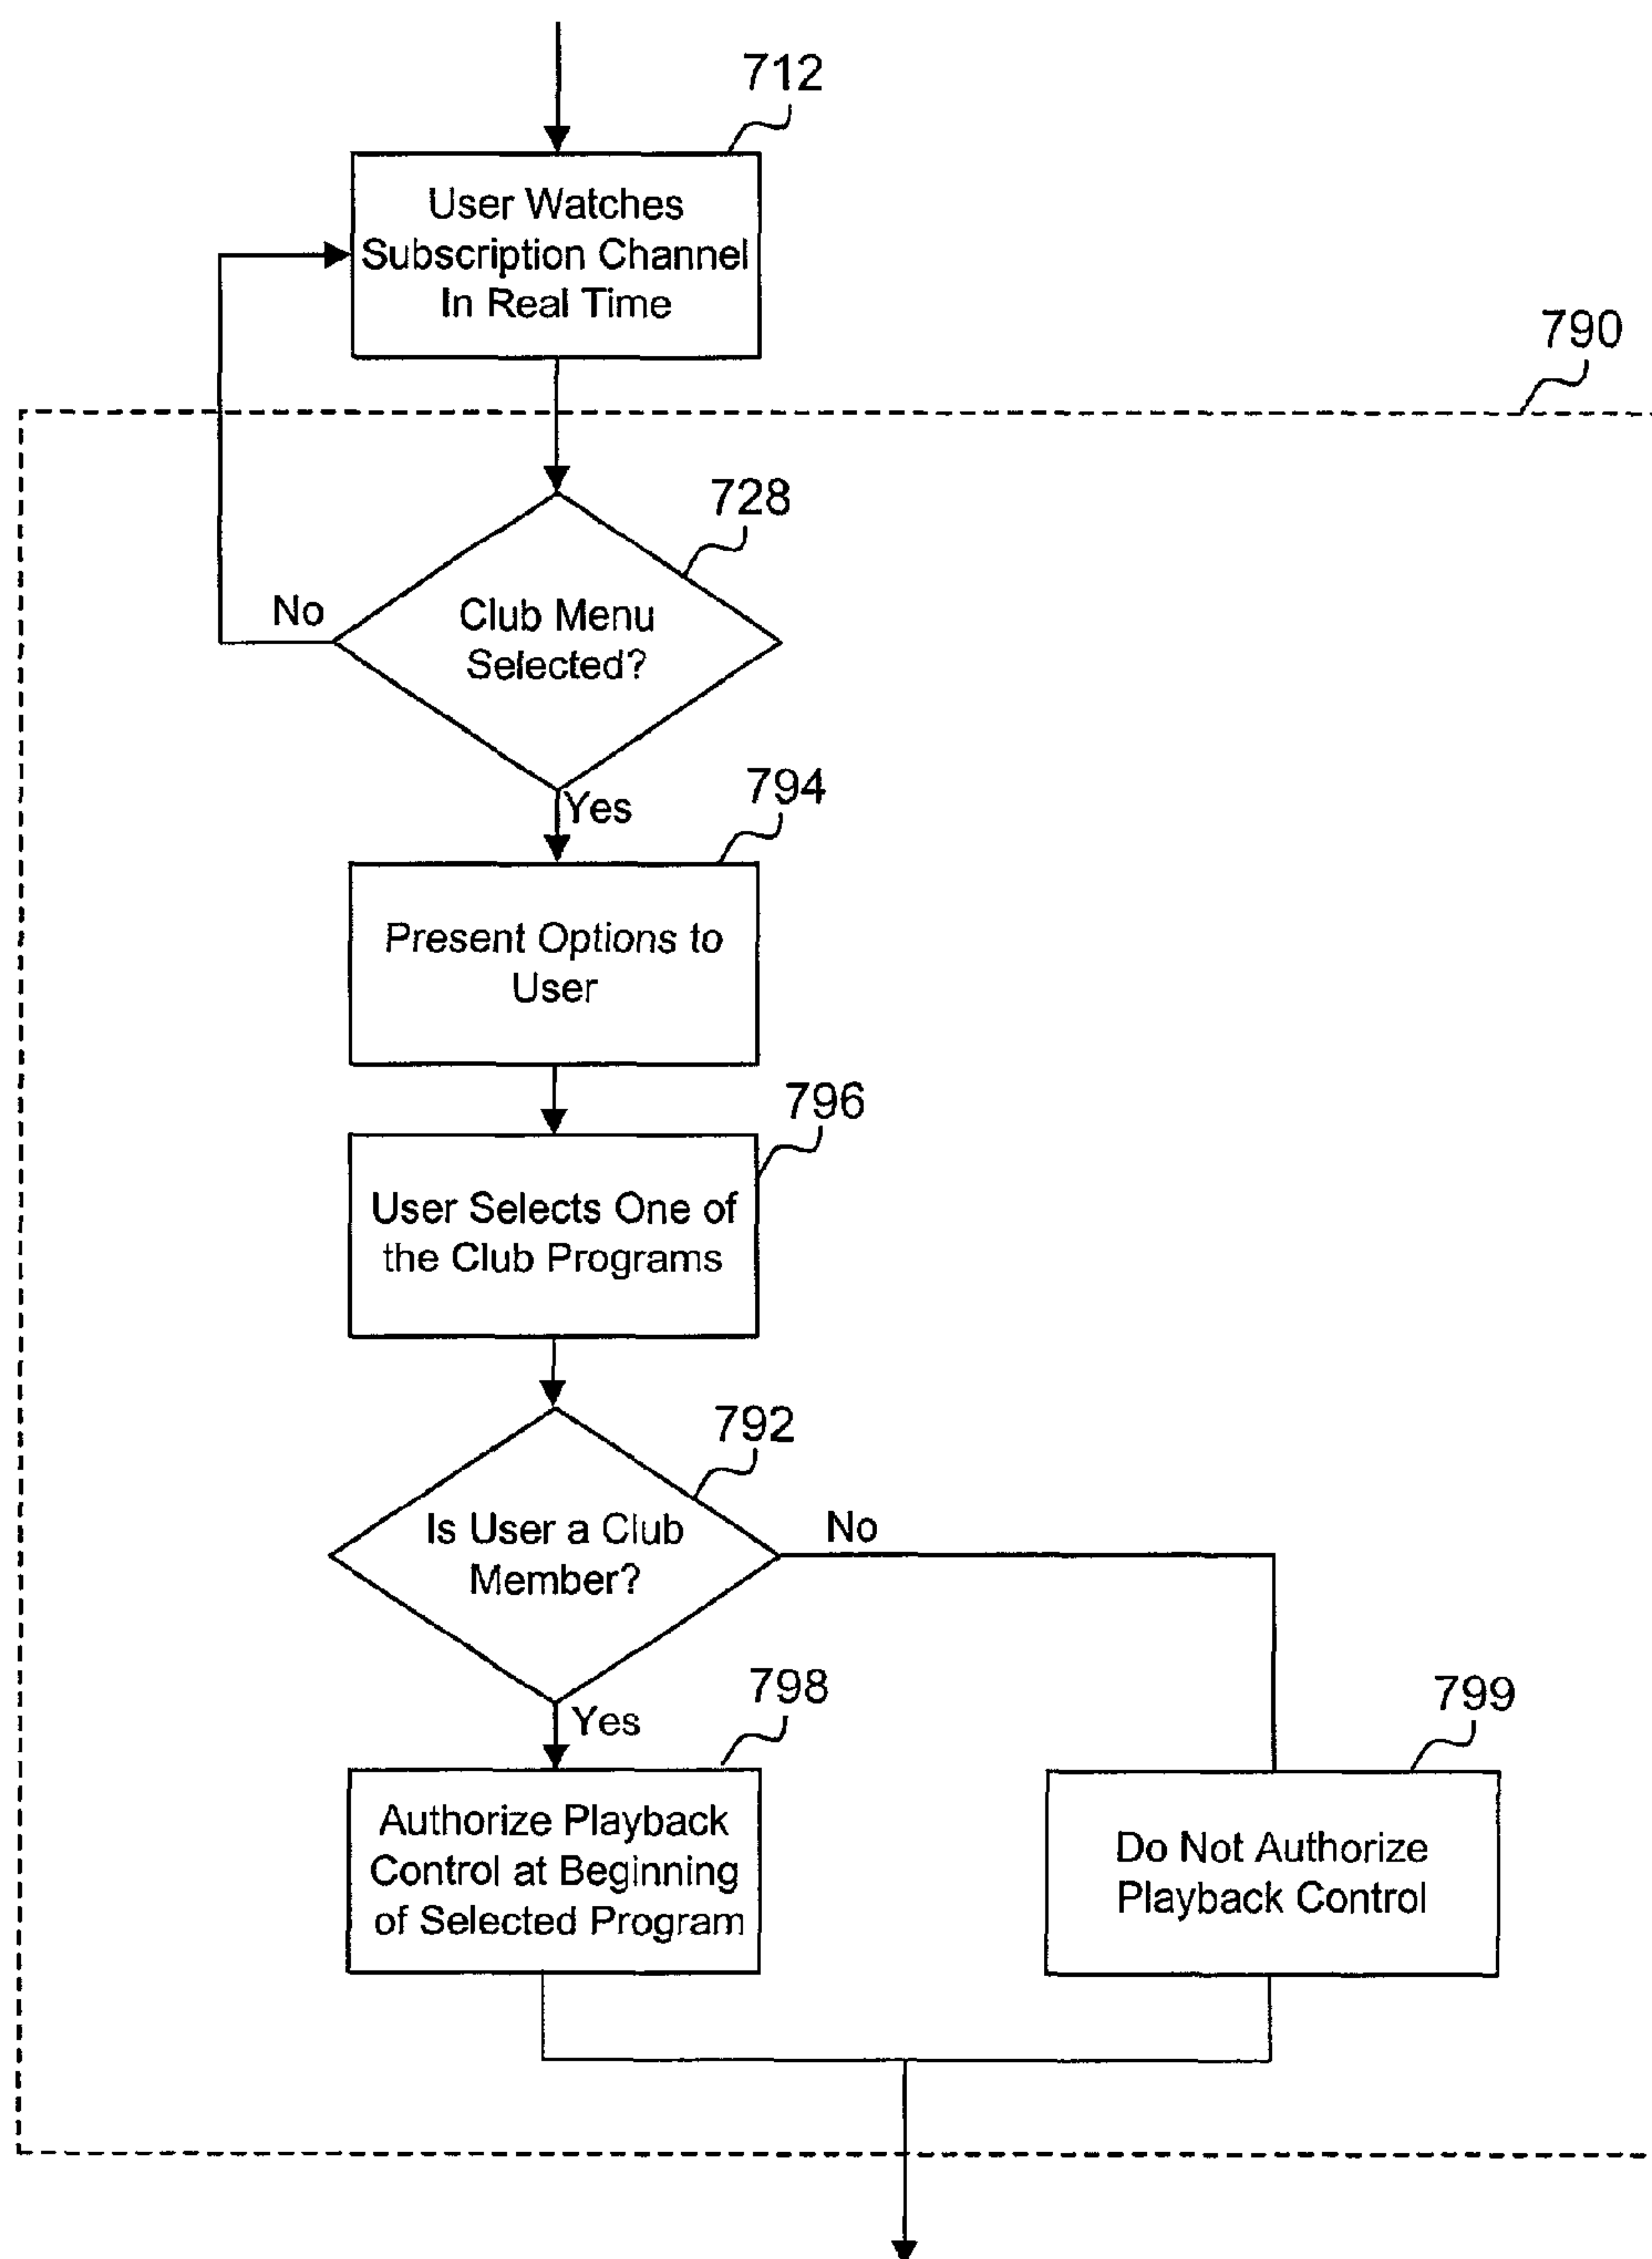 712
User Watches
Subscription Channel
In Real Time
790
728
No
Club Menu
Selected?
Yes
794
Present Options to
User
796
User Selects One of
the Club Programs
792
Is User a Club
Member?
No
Yes
798
799
Authorize Playback
Control at Beginning
of Selected Program
Do Not Authorize
Playback Control